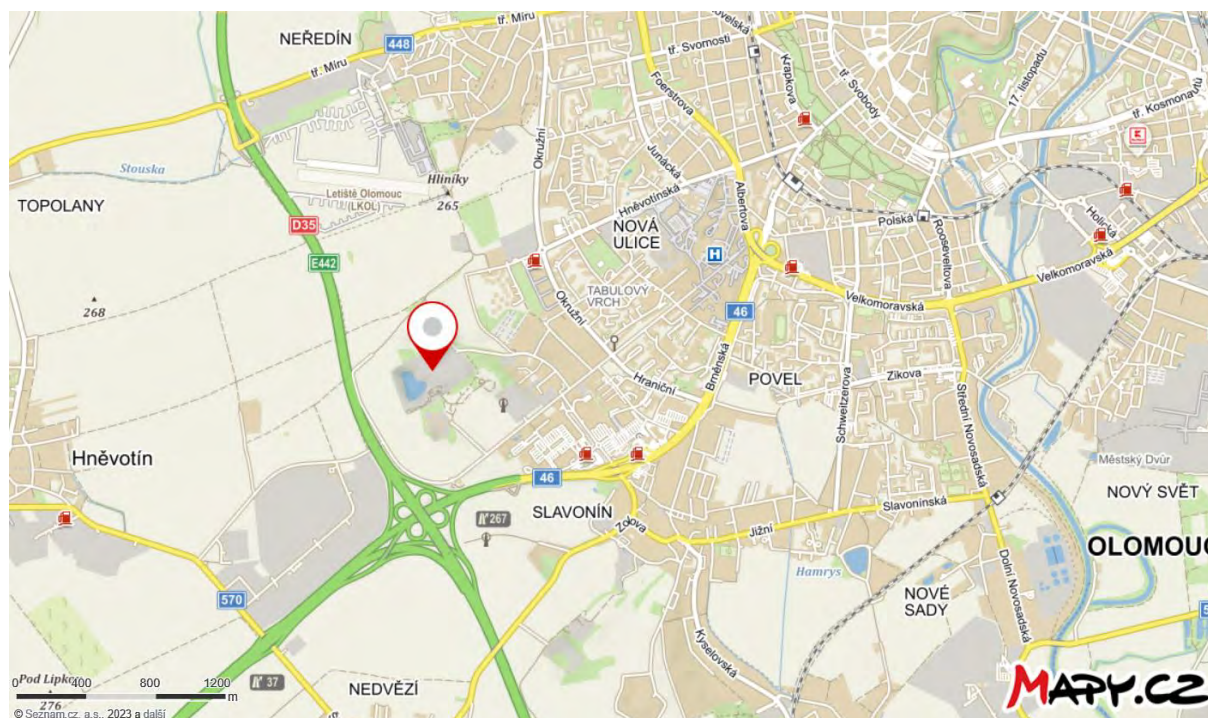 NEŘEDÍN
448
tř. Míru
tř. Míru
tř. Svornosti
Foerstrova
Krapkova
tř. Svobody
17. listopadu
tř. Kosmonautů
Stouska
Hliníky
265
Letiště Olomouc
(LKOL)
TOPOLANY
Okružní
Junácká
Hněvotínská
Albertova
NOVÁ
ULICE
H
Polská
Rooseveltova
Holická
Velkomoravská
D35
E442
268
TABULOVÝ
VRCH
Okružní
46
Velkomoravská
Brněnská
Hraniční
POVEL
Zikova
Schweitzerova
Střední Novosadská
Hněvotín
Městský Dvůr
NOVÝ SVĚT
46
SLAVONÍN
267
Zolova
Jižní
Slavonínská
OLOMOUC
Hamrys
NOVÉ
SADY
Dolní Novosadská
570
Kyselovská
Pod Lipko
276
37
NEDVĚZÍ
0 400 800 1200
m
© Seznam.cz, a.s., 2023 a další
MAPY.CZ